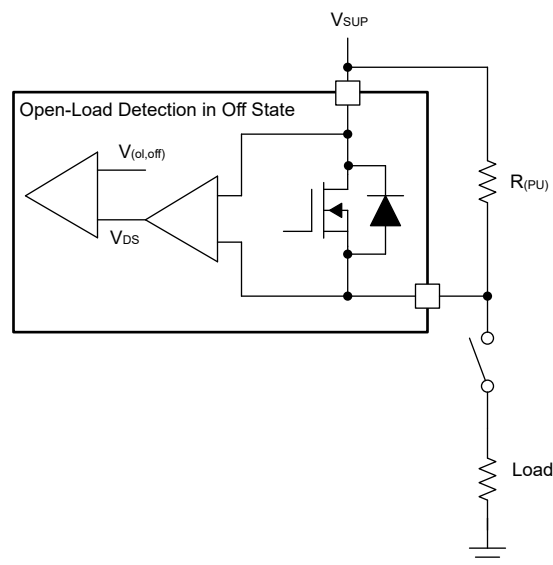 VSUP
Open-Load Detection in Off State
V(ol,off)
R(PU)
VDS
Load